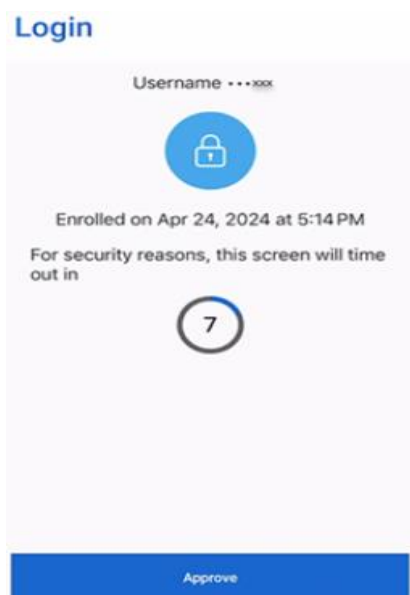 Login
Username •••xxx
Enrolled on Apr 24, 2024 at 5:14 PM
For security reasons, this screen will time
out in
7
Approve